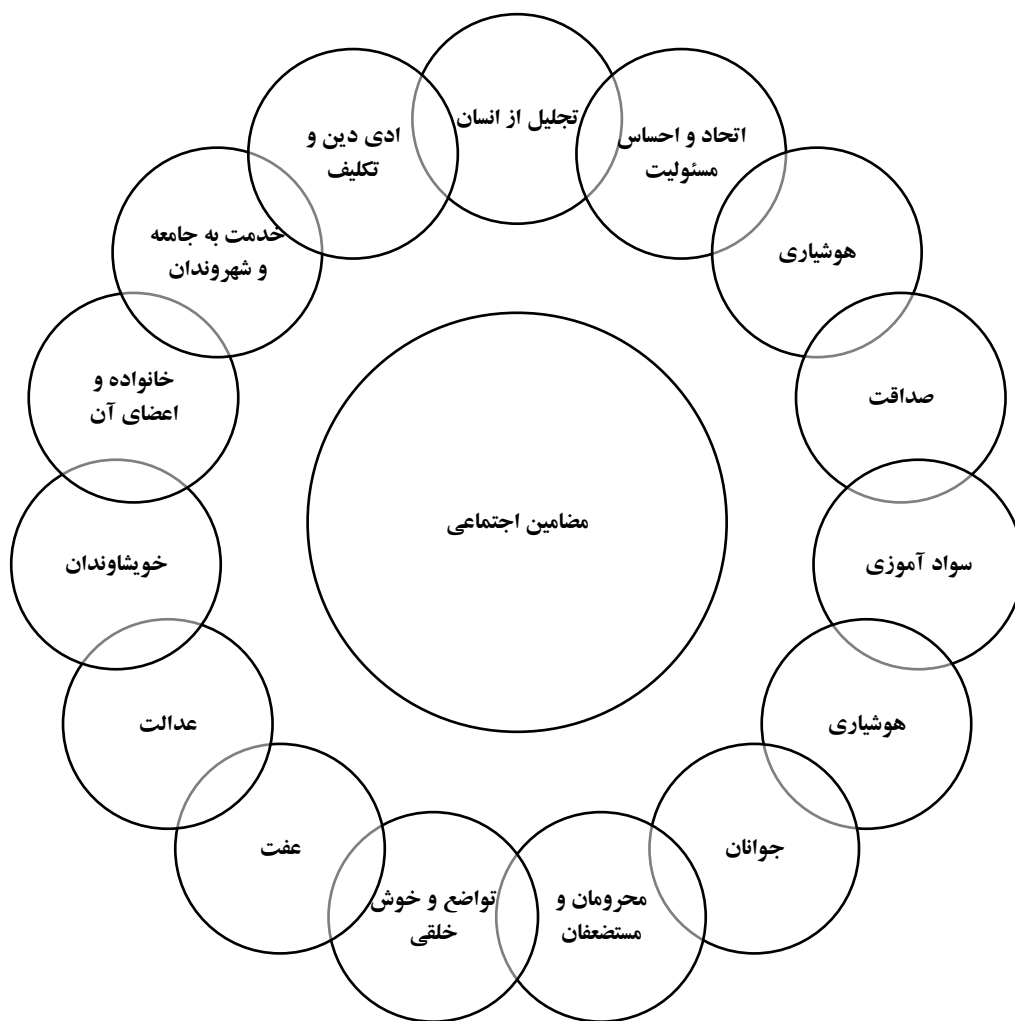 تجلیل از انسان
اتحاد و احساس
مسئولیت
هوشیاری
صداقت
سواد آموزی
هوشیاری
جوانان
محرومان و
مستضعفان
تواضع و خوش
خلقی
عفت
عدالت
خویشاوندان
خانواده و
اعضای آن
خدمت به جامعه
و شهروندان
ادی دین و
تکلیف
مضامین اجتماعی